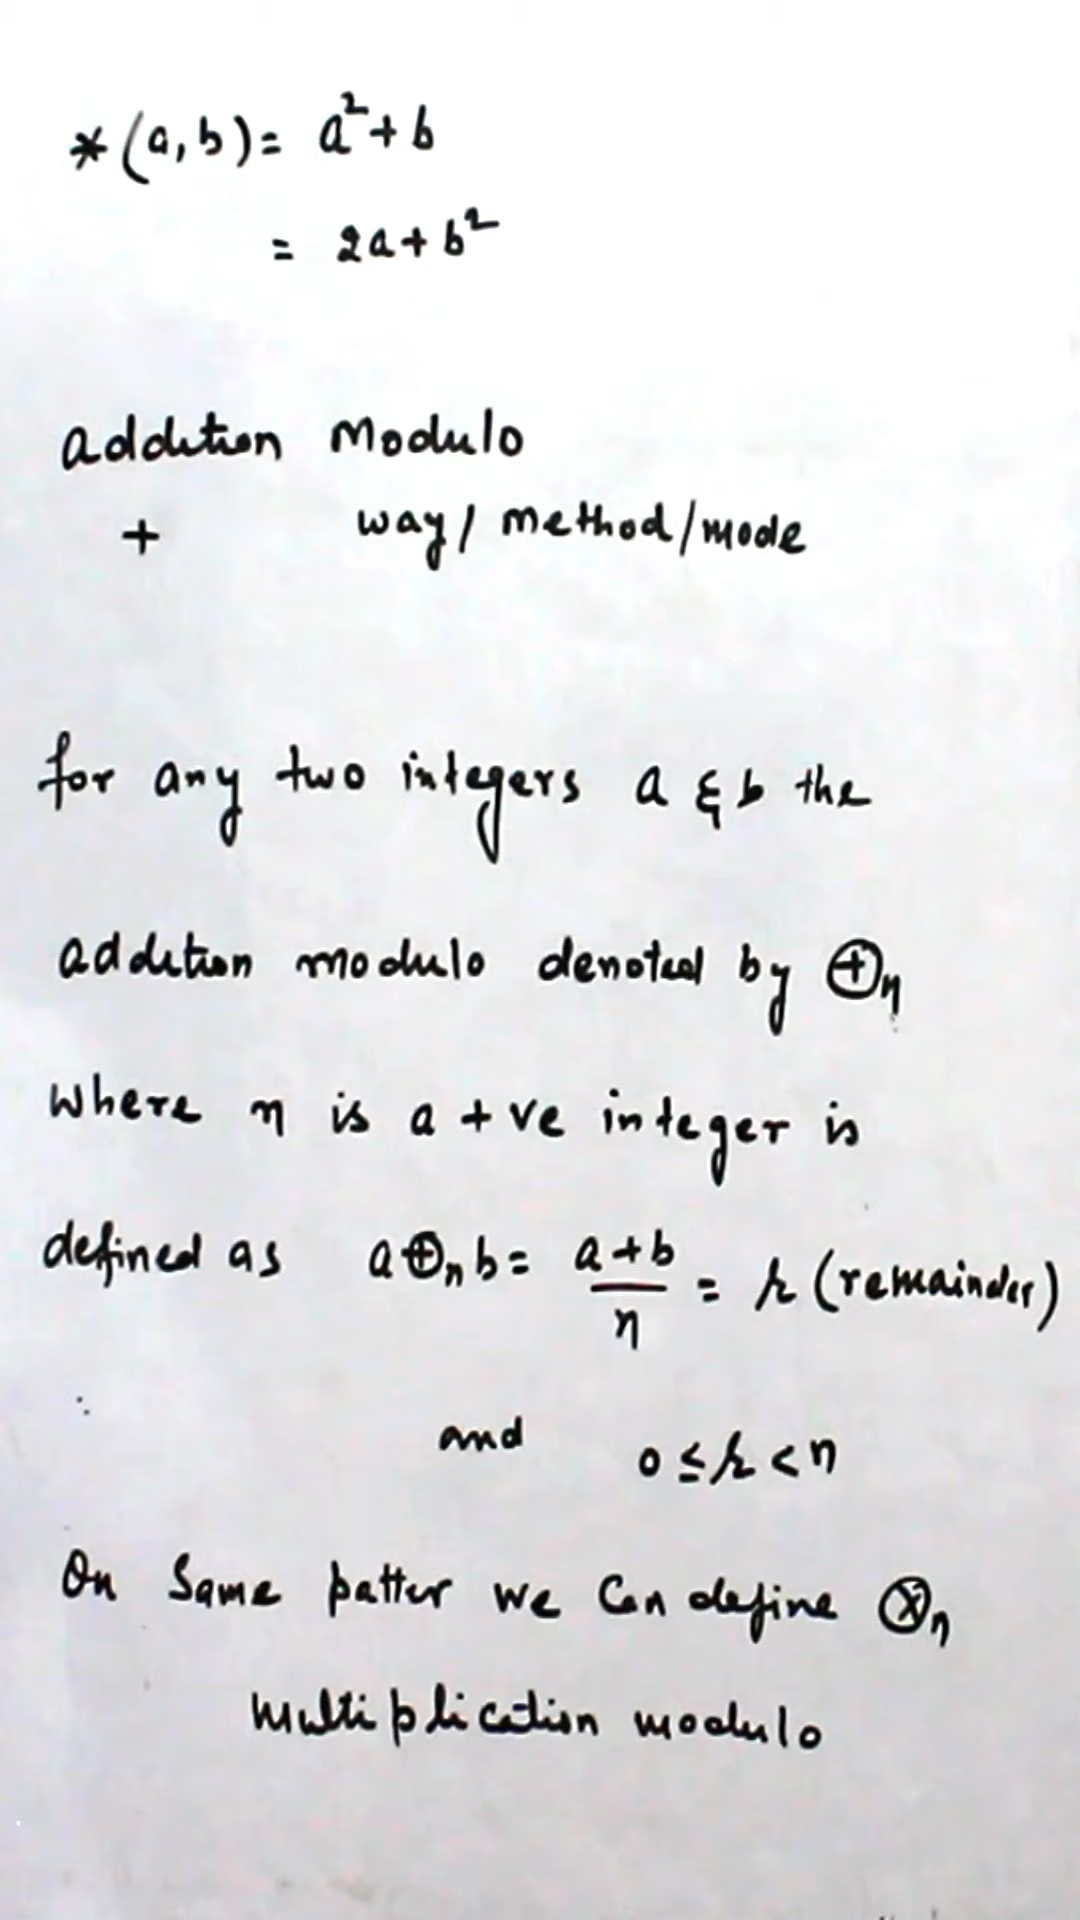 *(a,b) = a²+b
= 2a+b²
addition Modulo
+ way/ method/mode
for any two integers a & b the
addition modulo denoted by ⊕ₙ
where n is a +ve integer is
defined as a⊕ₙb = (a+b)/n = r (remainder)
and 0 ≤ r < n
On Same patter we Can define ⊗ₙ
multiplication modulo